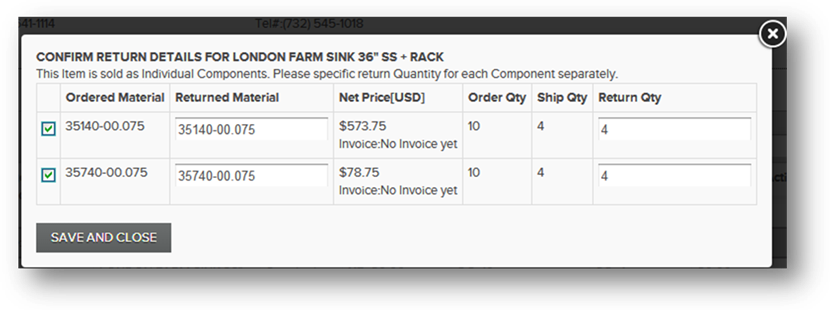 41-1114 Tel#:(732) 545-1018
CONFIRM RETURN DETAILS FOR LONDON FARM SINK 36" SS + RACK
This Item is sold as Individual Components. Please specific return Quantity for each Component separately.
Ordered Material Returned Material Net Price[USD] Order Qty Ship Qty Return Qty
35140-00.075 35140-00.075 $573.75 10 4 4
Invoice:No Invoice yet
35740-00.075 35740-00.075 $78.75 10 4 4
Invoice:No Invoice yet
SAVE AND CLOSE